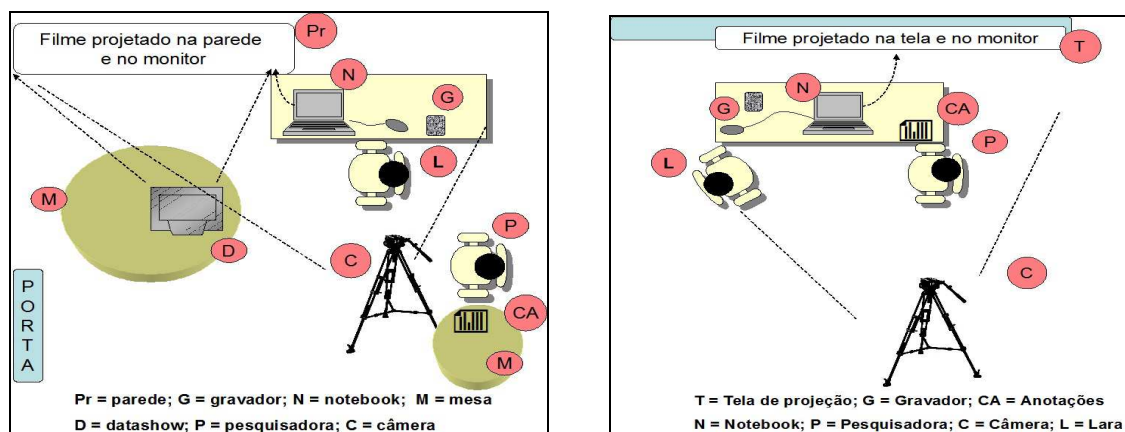 Filme projetado na parede
e no monitor
Pr
N
G
L
M
D
C
P
CA
M
PORTA
Pr = parede; G = gravador; N = notebook; M = mesa
D = datashow; P = pesquisadora; C = câmera
Filme projetado na tela e no monitor
T
N
G
CA
P
L
C
T = Tela de projeção; G = Gravador; CA = Anotações
N = Notebook; P = Pesquisadora; C = Câmera; L = Lara